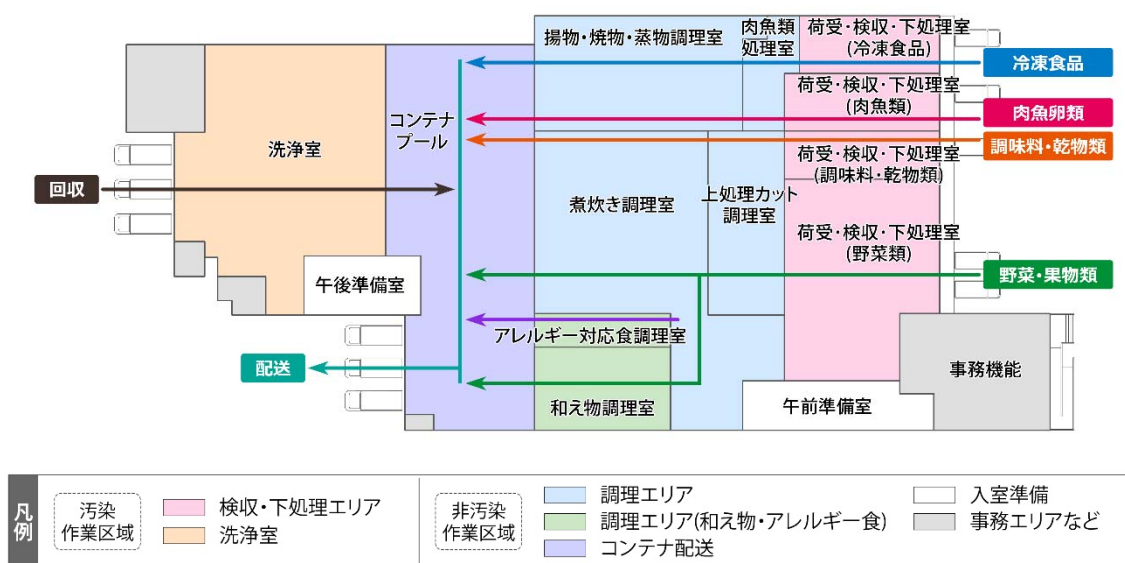 揚物・焼物・蒸物調理室
肉魚類
処理室
荷受・検収・下処理室
(冷凍食品)
冷凍食品
荷受・検収・下処理室
(肉魚類)
肉魚卵類
コンテナ
プール
洗浄室
調味料・乾物類
荷受・検収・下処理室
(調味料・乾物類)
回収
煮炊き調理室
上処理カット
調理室
荷受・検収・下処理室
(野菜類)
午後準備室
野菜・果物類
アレルギー対応食調理室
配送
事務機能
和え物調理室
午前準備室
凡例
汚染
作業区域
検収・下処理エリア
洗浄室
非汚染
作業区域
調理エリア
調理エリア(和え物・アレルギー食)
コンテナ配送
入室準備
事務エリアなど